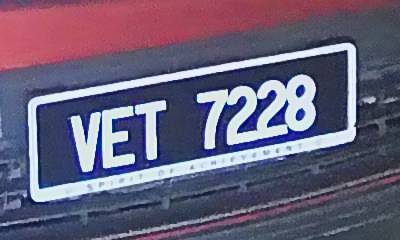 VET 7228
SPIRIT OF ACHIEVEMENT